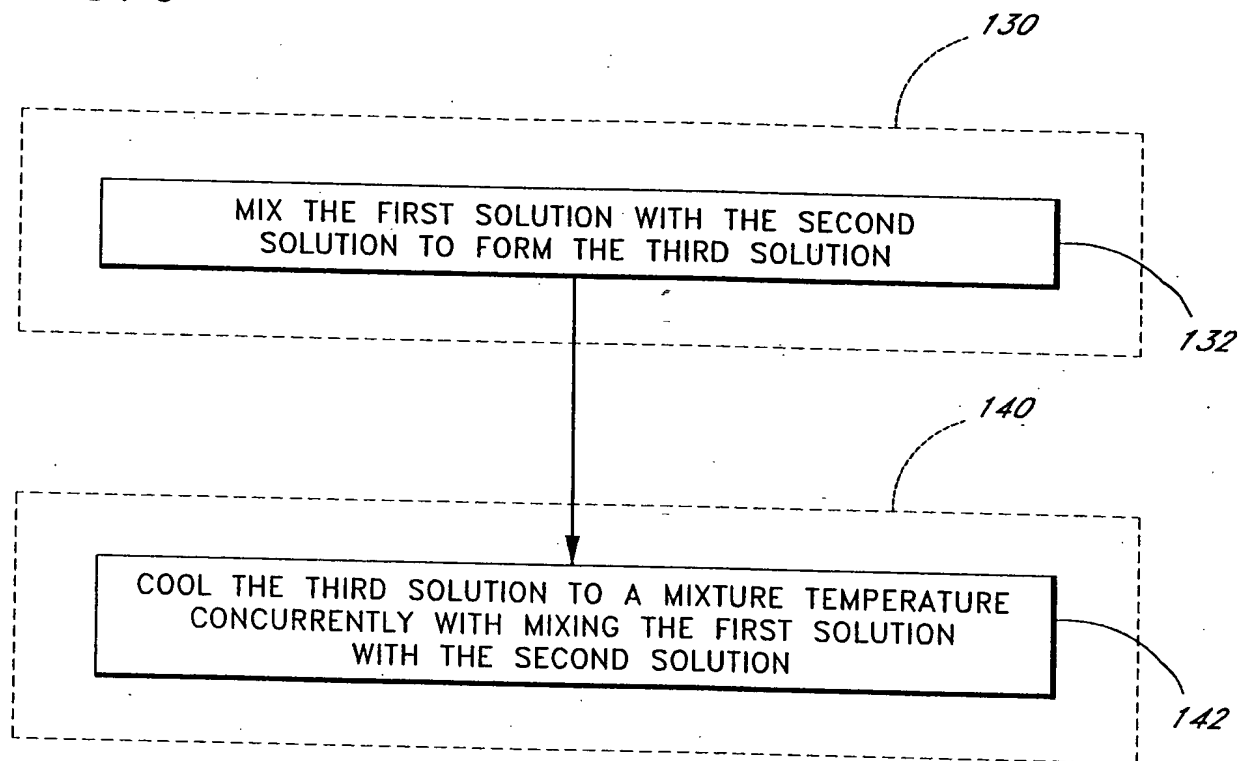 130
MIX THE FIRST SOLUTION WITH THE SECOND
SOLUTION TO FORM THE THIRD SOLUTION
132
140
COOL THE THIRD SOLUTION TO A MIXTURE TEMPERATURE
CONCURRENTLY WITH MIXING THE FIRST SOLUTION
WITH THE SECOND SOLUTION
142